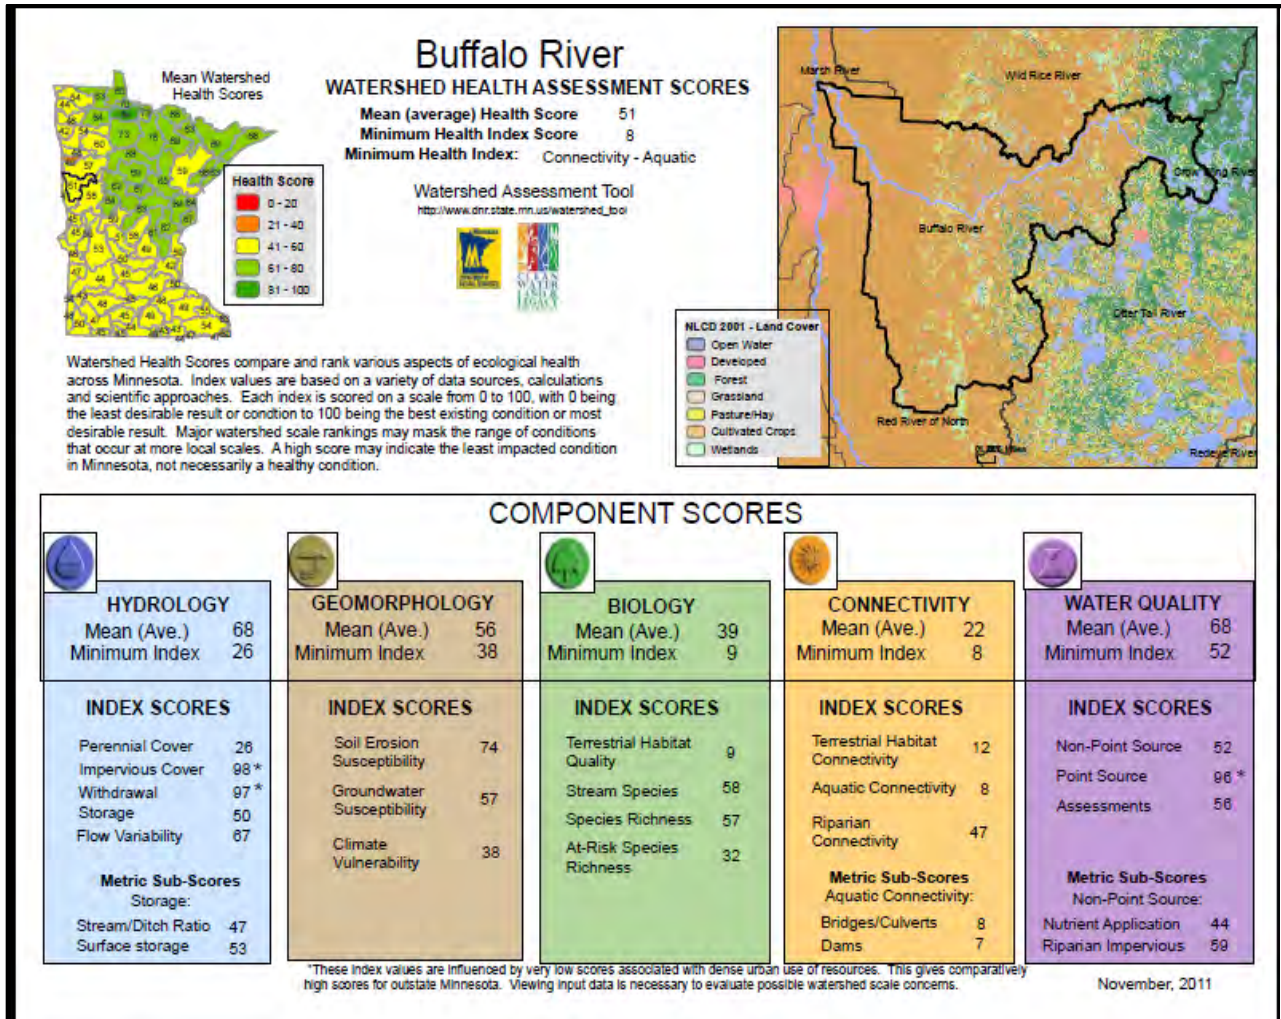 Buffalo River
WATERSHED HEALTH ASSESSMENT SCORES
Mean (average) Health Score 51
Minimum Health Index Score 8
Minimum Health Index: Connectivity - Aquatic
Watershed Assessment Tool
http://www.dnr.state.mn.us/watershed_tool
Mean Watershed
Health Scores
Health Score
0 - 20
21 - 40
41 - 60
61 - 80
81 - 100
CLEAN
WATER
LAND &
LEGACY
Marsh River
Wild Rice River
Crow Wing River
Buffalo River
Otter Tail River
Red River of North
Redeye River
NLCD 2001 - Land Cover
Open Water
Developed
Forest
Grassland
Pasture/Hay
Cultivated Crops
Wetlands
Watershed Health Scores compare and rank various aspects of ecological health
across Minnesota. Index values are based on a variety of data sources, calculations
and scientific approaches. Each index is scored on a scale from 0 to 100, with 0 being
the least desirable result or condtion to 100 being the best existing condition or most
desirable result. Major watershed scale rankings may mask the range of conditions
that occur at more local scales. A high score may indicate the least impacted condition
in Minnesota, not necessarily a healthy condition.
COMPONENT SCORES
HYDROLOGY
Mean (Ave.) 68
Minimum Index 26
INDEX SCORES
Perennial Cover 26
Impervious Cover 98 *
Withdrawal 97 *
Storage 50
Flow Variability 67
Metric Sub-Scores
Storage:
Stream/Ditch Ratio 47
Surface storage 53
GEOMORPHOLOGY
Mean (Ave.) 56
Minimum Index 38
INDEX SCORES
Soil Erosion
Susceptibility 74
Groundwater
Susceptibility 57
Climate
Vulnerability 38
BIOLOGY
Mean (Ave.) 39
Minimum Index 9
INDEX SCORES
Terrestrial Habitat
Quality 9
Stream Species 58
Species Richness 57
At-Risk Species
Richness 32
CONNECTIVITY
Mean (Ave.) 22
Minimum Index 8
INDEX SCORES
Terrestrial Habitat
Connectivity 12
Aquatic Connectivity 8
Riparian
Connectivity 47
Metric Sub-Scores
Aquatic Connectivity:
Bridges/Culverts 8
Dams 7
WATER QUALITY
Mean (Ave.) 68
Minimum Index 52
INDEX SCORES
Non-Point Source 52
Point Source 96 *
Assessments 56
Metric Sub-Scores
Non-Point Source:
Nutrient Application 44
Riparian Impervious 59
*These index values are influenced by very low scores associated with dense urban use of resources. This gives comparatively
high scores for outstate Minnesota. Viewing input data is necessary to evaluate possible watershed scale concerns.
November, 2011